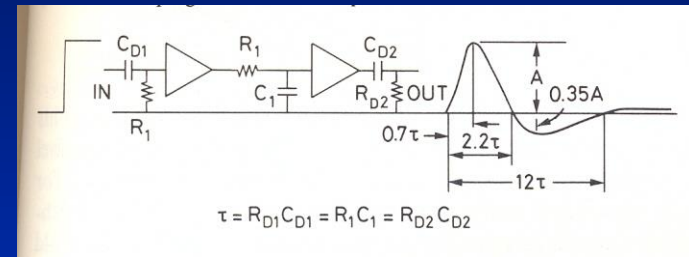 C_D1 R_1 C_D2
IN C_1 R_D2 OUT A 0.35A
R_1 0.7τ 2.2τ
12τ
τ = R_D1C_D1 = R_1C_1 = R_D2C_D2